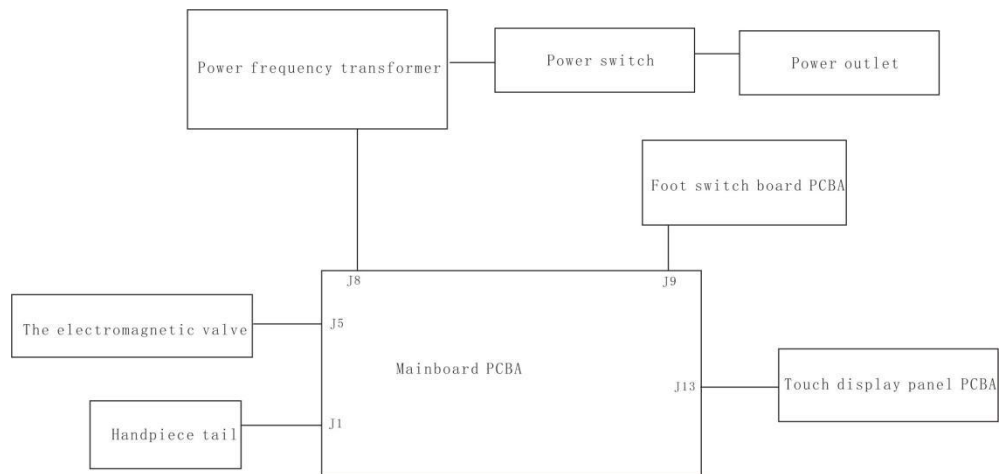 Power frequency transformer
Power switch
Power outlet
Foot switch board PCBA
J8
J9
The electromagnetic valve
J5
Mainboard PCBA
J13
Touch display panel PCBA
J1
Handpiece tail